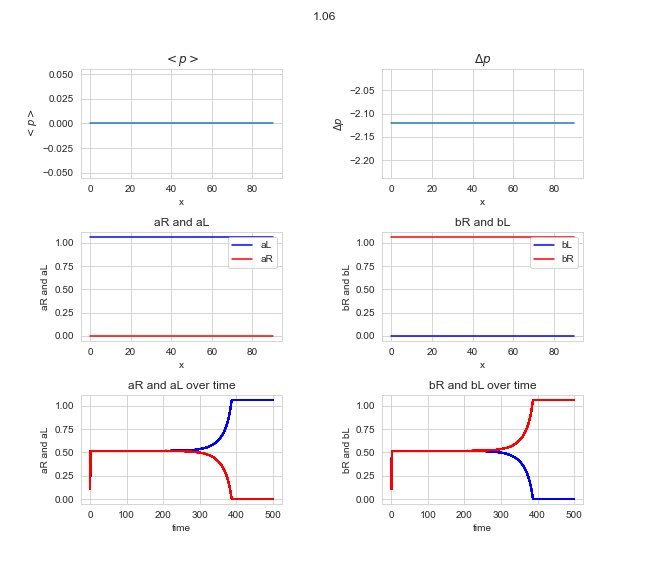 1.06
< p >
Δp
0.050
0.025
0.000
−0.025
−0.050
< p >
0 20 40 60 80
x
−2.05
−2.10
−2.15
−2.20
Δp
0 20 40 60 80
x
aR and aL
bR and bL
1.00
0.75
0.50
0.25
0.00
aR and aL
aL
aR
0 20 40 60 80
x
1.00
0.75
0.50
0.25
0.00
bR and bL
bL
bR
0 20 40 60 80
x
aR and aL over time
bR and bL over time
1.00
0.75
0.50
0.25
0.00
aR and aL
0 100 200 300 400 500
time
1.00
0.75
0.50
0.25
0.00
bR and bL
0 100 200 300 400 500
time